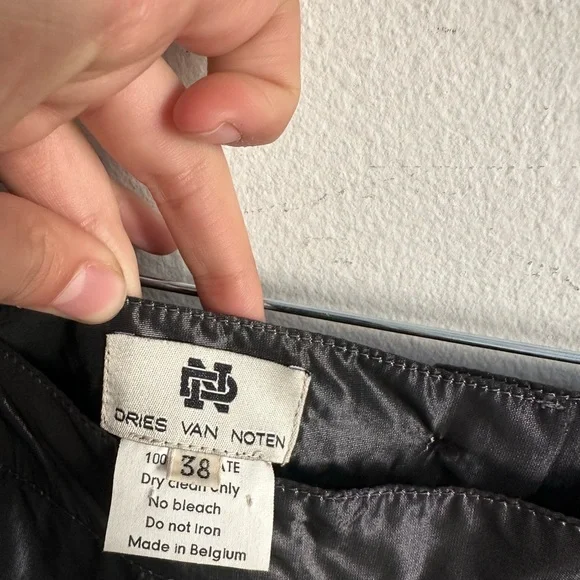 DRIES VAN NOTEN
38
100
Dry clean only
No bleach
Do not Iron
Made in Belgium